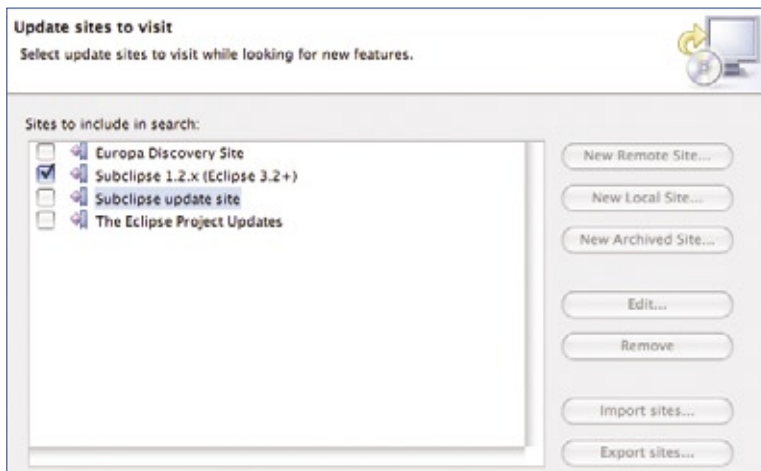 Update sites to visit
Select update sites to visit while looking for new features.
Sites to include in search:
Europa Discovery Site
Subclipse 1.2.x (Eclipse 3.2+)
Subclipse update site
The Eclipse Project Updates
New Remote Site...
New Local Site...
New Archived Site...
Edit...
Remove
Import sites...
Export sites...